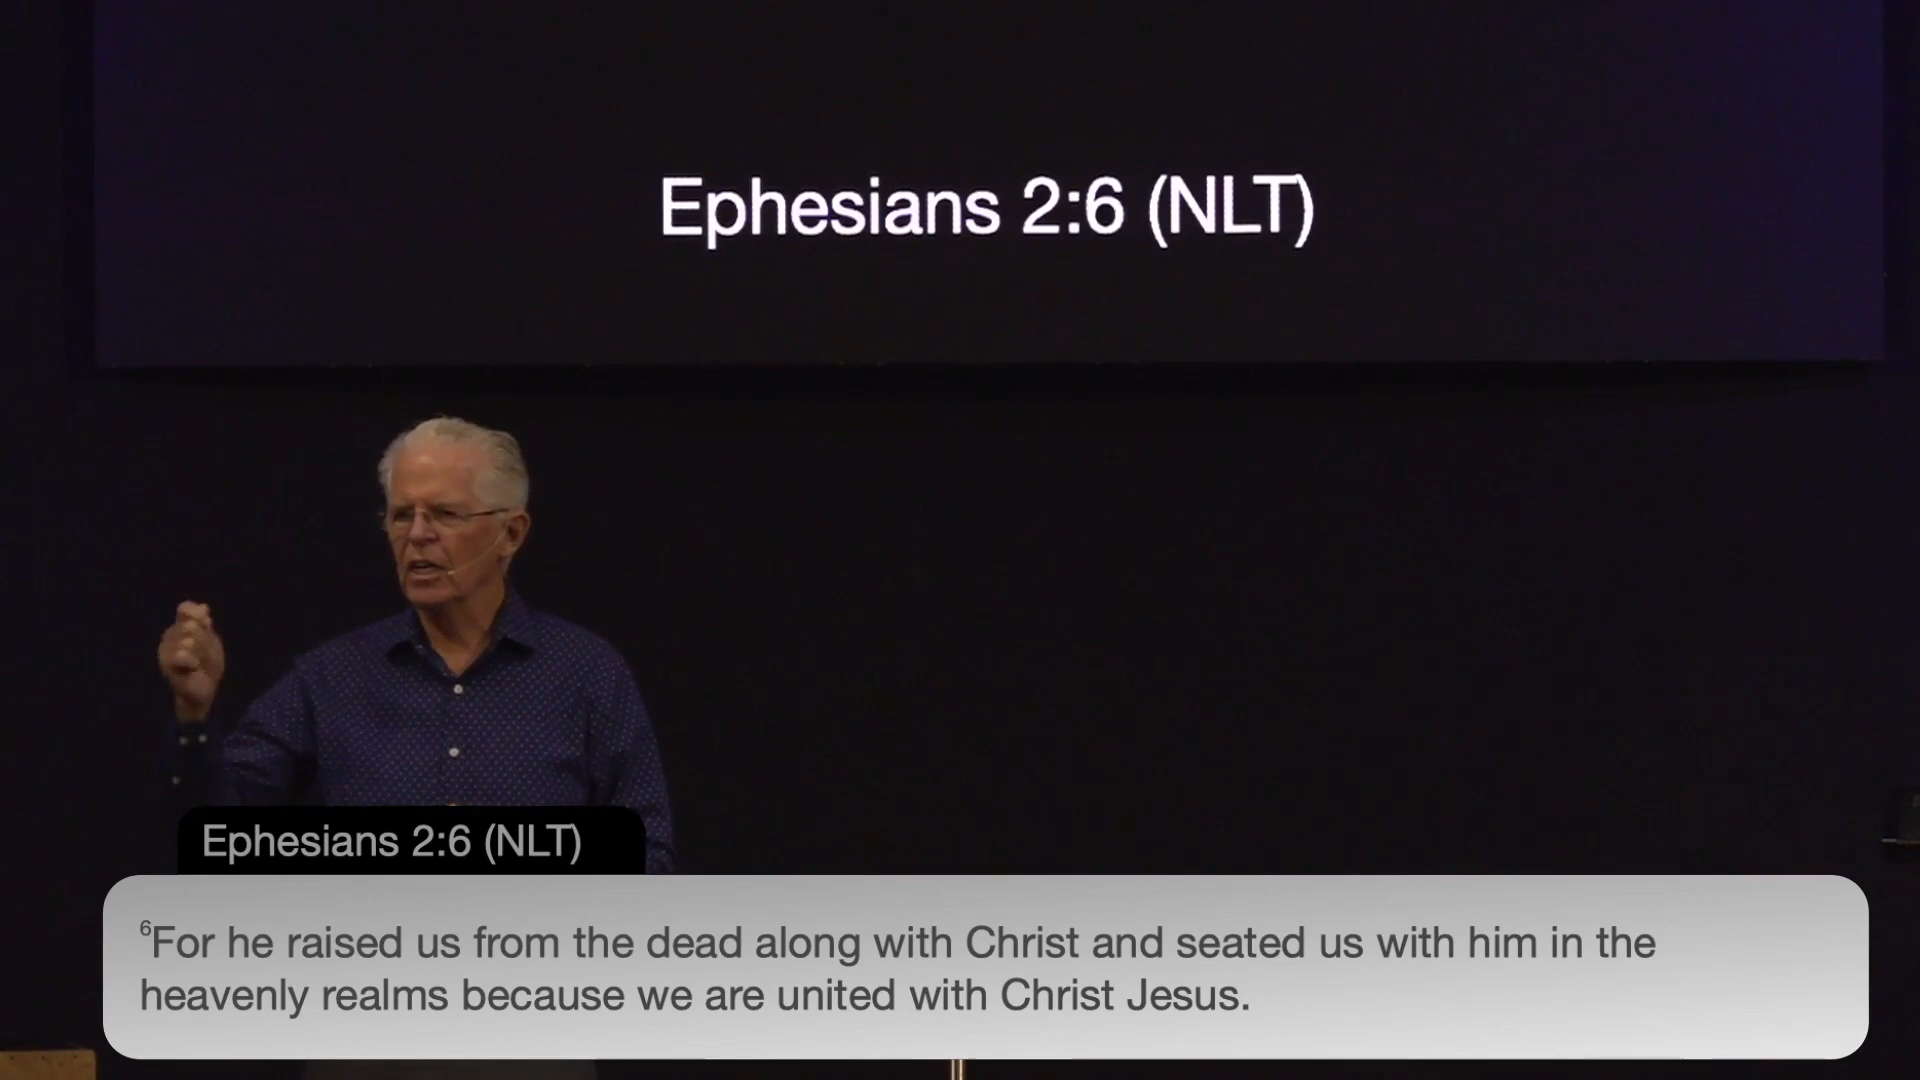 Ephesians 2:6 (NLT)
Ephesians 2:6 (NLT)
⁶For he raised us from the dead along with Christ and seated us with him in the
heavenly realms because we are united with Christ Jesus.